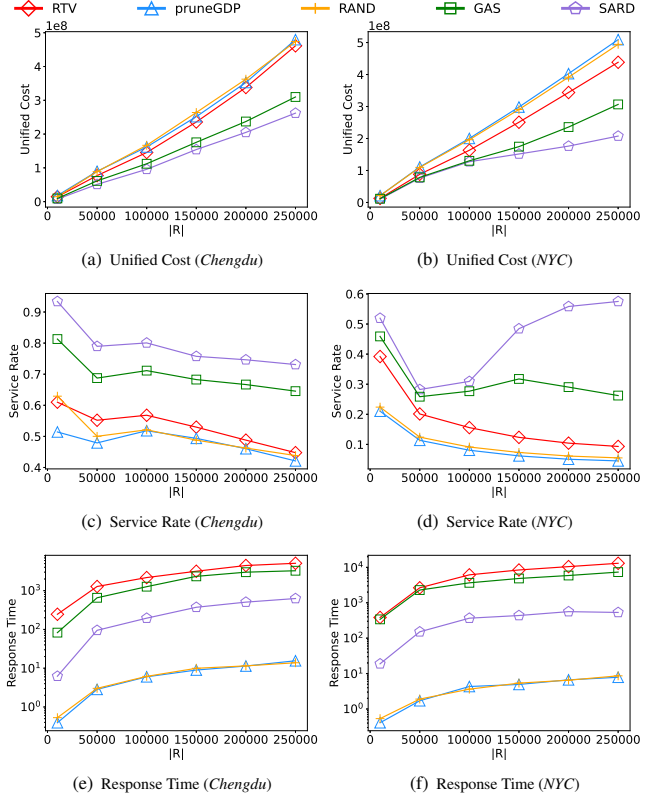 RTV pruneGDP RAND GAS SARD
1e8
5
4
3
2
1
0
Unified Cost
0 50000 100000 150000 200000 250000
|R|
(a) Unified Cost (Chengdu)
1e8
5
4
3
2
1
0
Unified Cost
0 50000 100000 150000 200000 250000
|R|
(b) Unified Cost (NYC)
0.9
0.8
0.7
0.6
0.5
0.4
Service Rate
0 50000 100000 150000 200000 250000
|R|
(c) Service Rate (Chengdu)
0.6
0.5
0.4
0.3
0.2
0.1
Service Rate
0 50000 100000 150000 200000 250000
|R|
(d) Service Rate (NYC)
10³
10²
10¹
10⁰
Response Time
0 50000 100000 150000 200000 250000
|R|
(e) Response Time (Chengdu)
10⁴
10³
10²
10¹
10⁰
Response Time
0 50000 100000 150000 200000 250000
|R|
(f) Response Time (NYC)